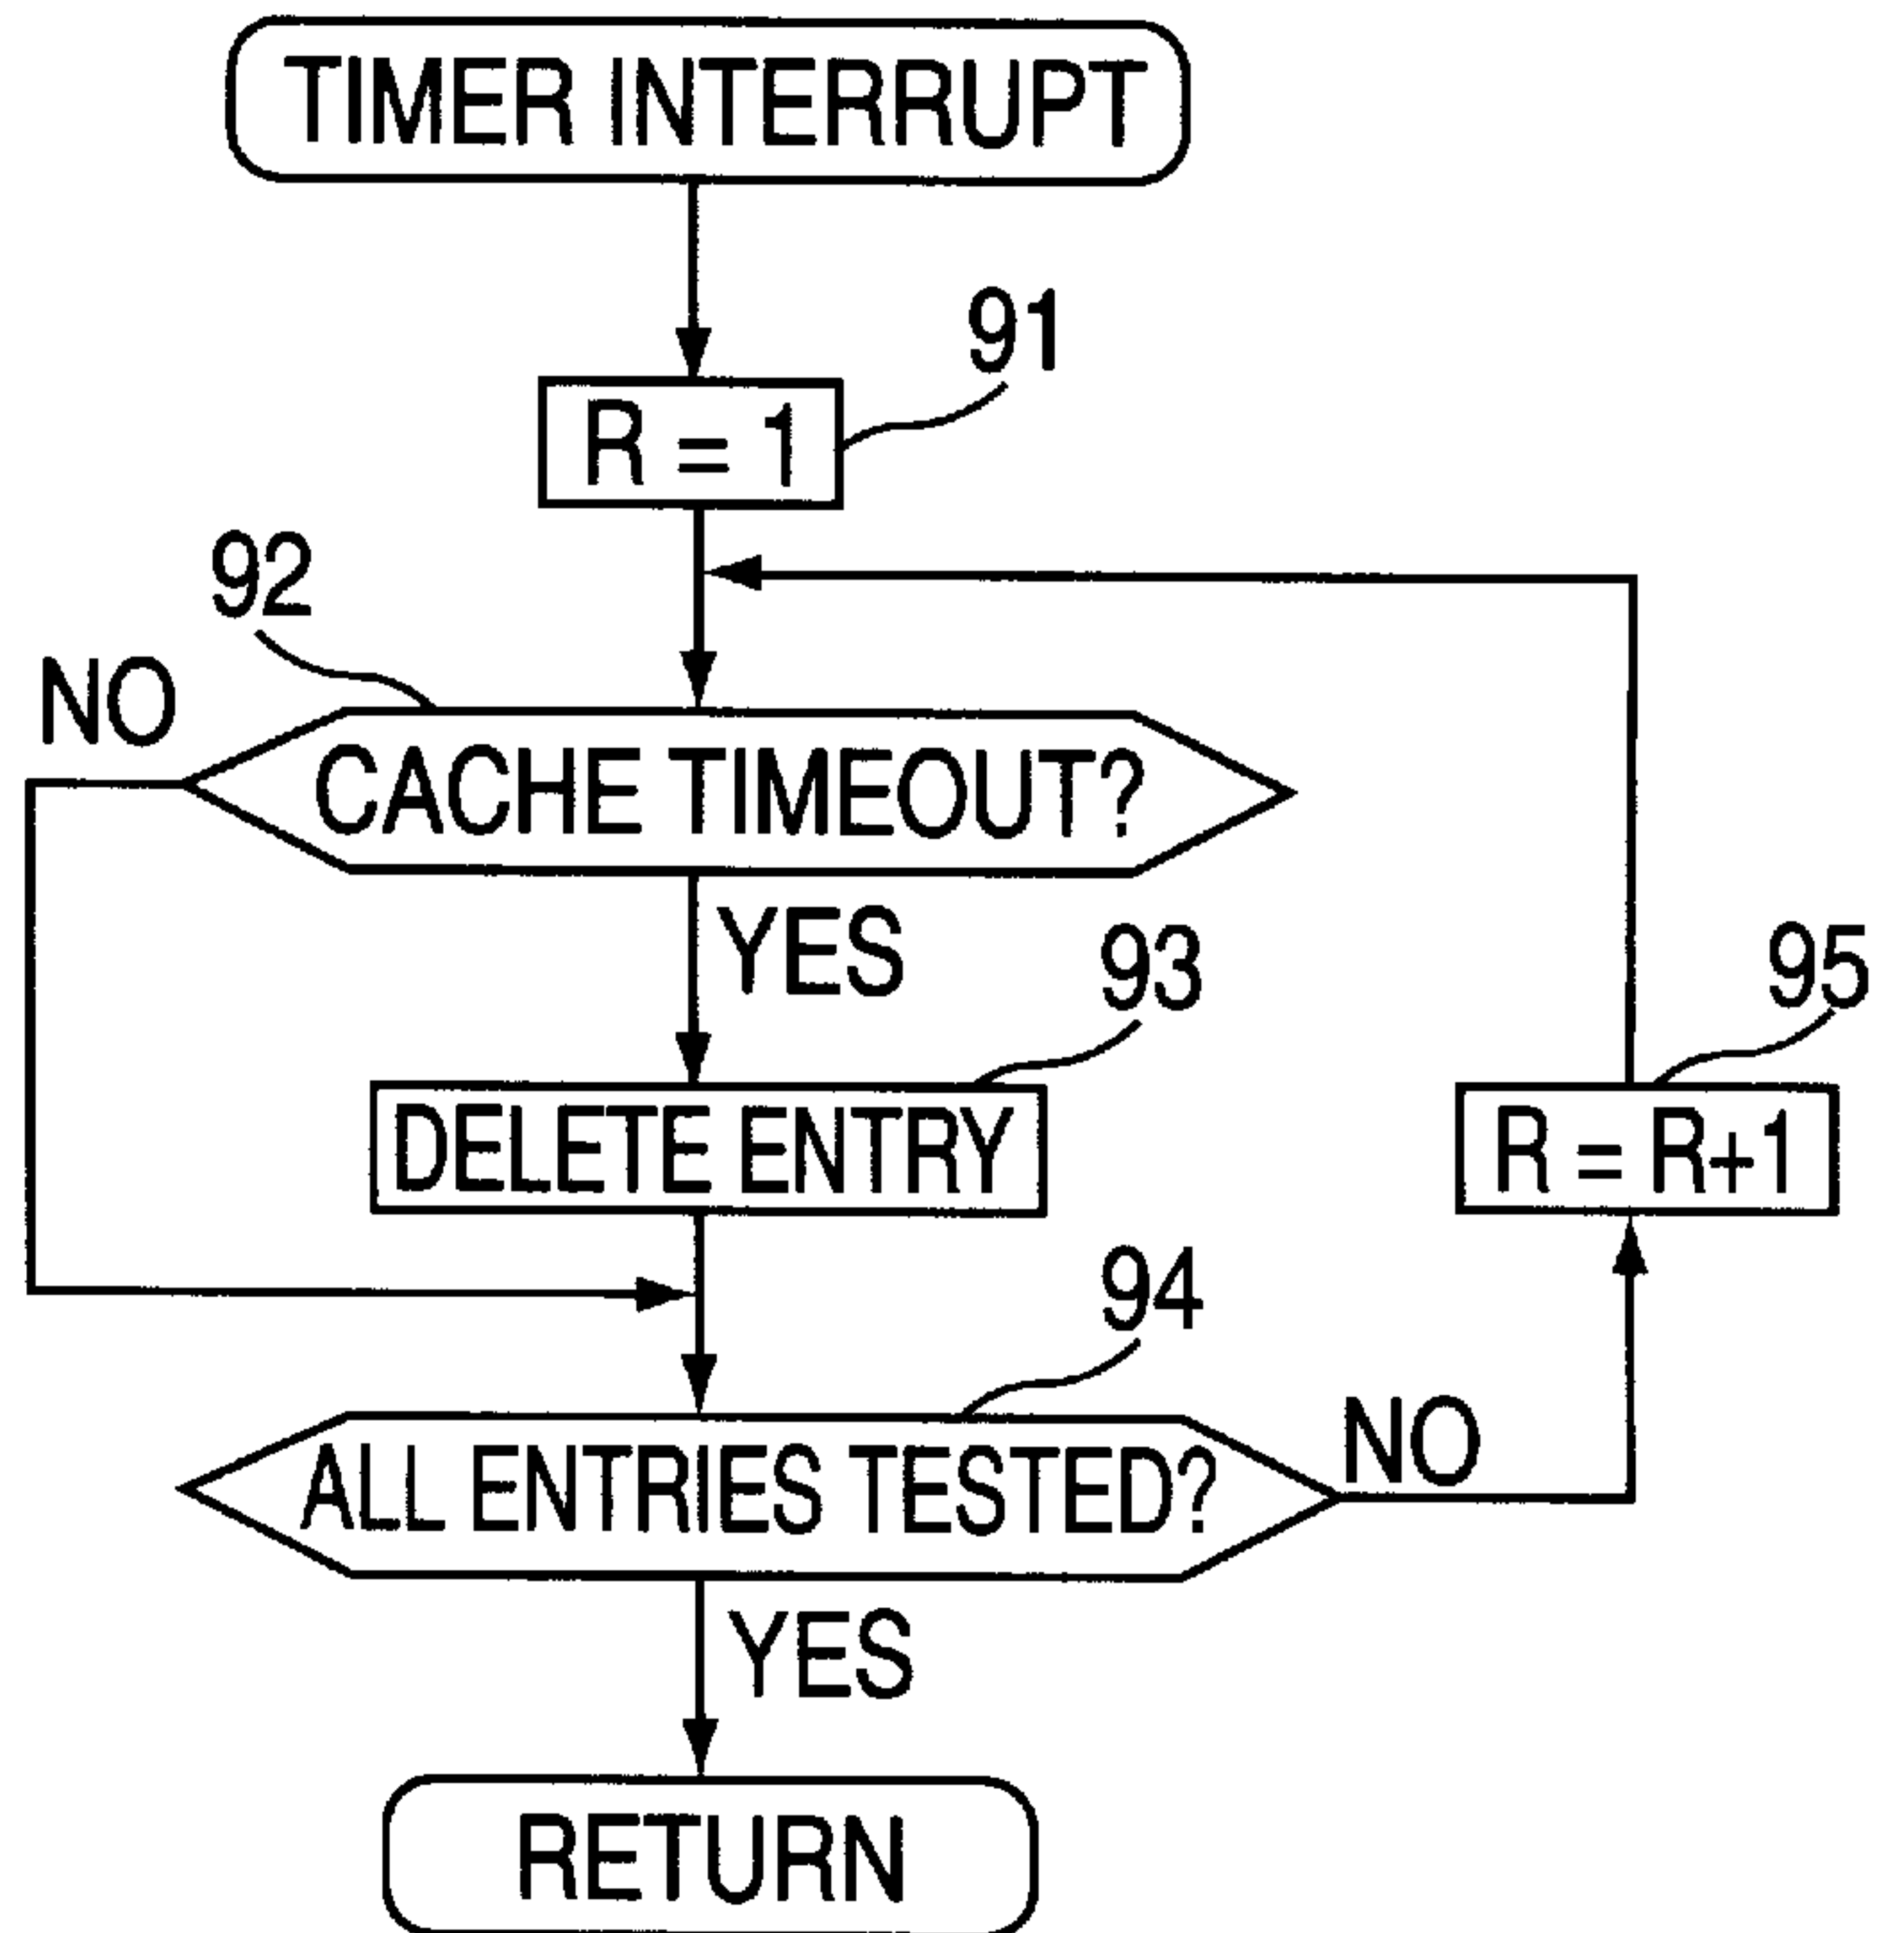 TIMER INTERRUPT
91
R = 1
92
NO
CACHE TIMEOUT?
YES
93
95
DELETE ENTRY
R = R+1
94
ALL ENTRIES TESTED?
NO
YES
RETURN